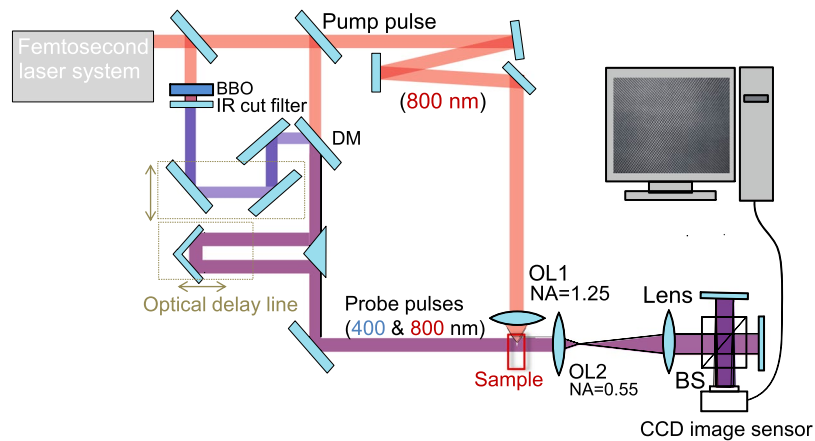 Pump pulse
Femtosecond
laser system
BBO
IR cut filter
(800 nm)
DM
Optical delay line
Probe pulses
(400 & 800 nm)
OL1
NA=1.25
Sample
OL2
NA=0.55
Lens
BS
CCD image sensor